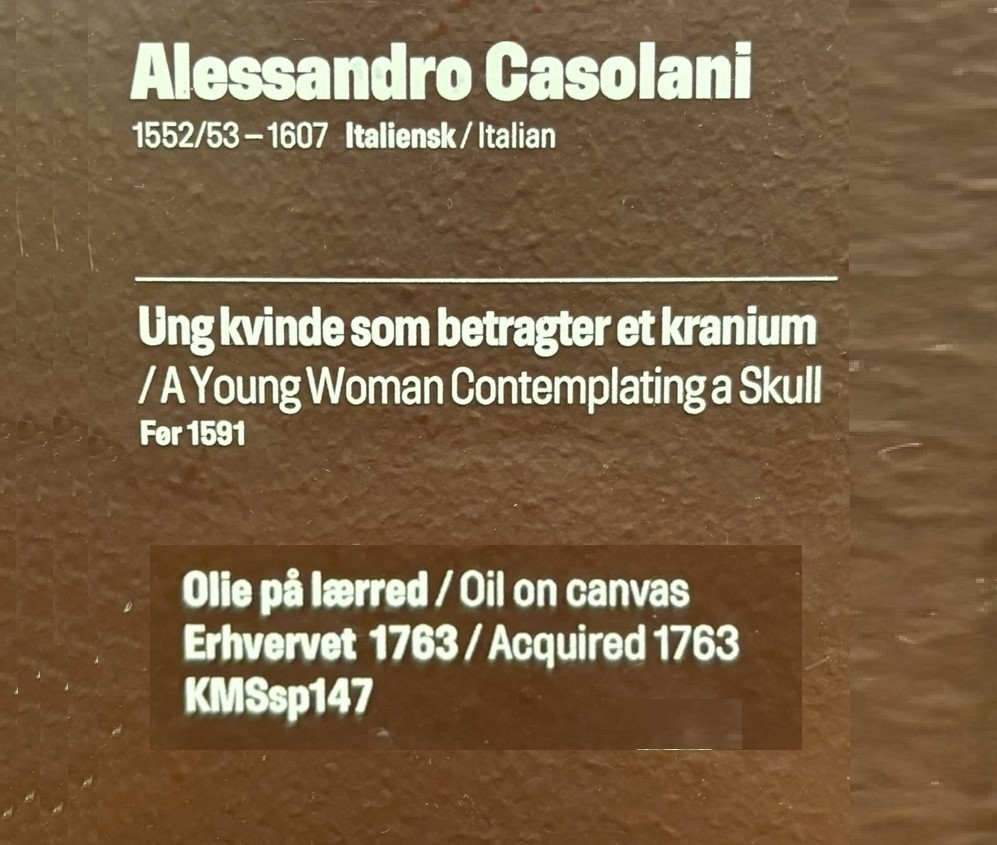 Alessandro Casolani
1552/53 – 1607 Italiensk / Italian
Ung kvinde som betragter et kranium
/ A Young Woman Contemplating a Skull
Før 1591
Olie på lærred / Oil on canvas
Erhvervet 1763 / Acquired 1763
KMSsp147